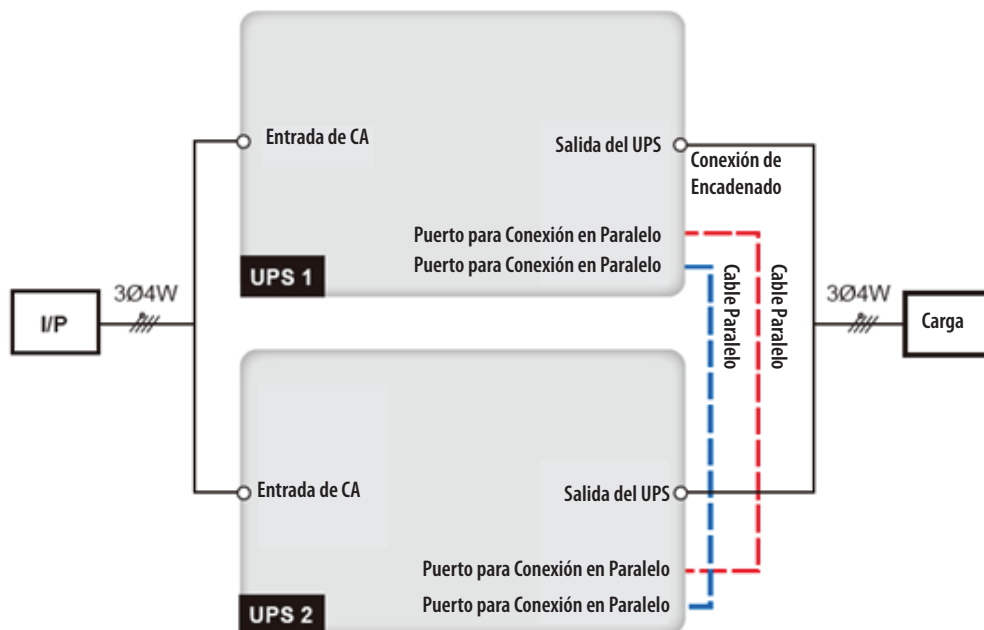 Entrada de CA
Salida del UPS
Conexión de
Encadenado
Puerto para Conexión en Paralelo
Puerto para Conexión en Paralelo
UPS 1
Cable Paralelo
Cable Paralelo
I/P
3Ø4W
3Ø4W
Carga
Entrada de CA
Salida del UPS
Puerto para Conexión en Paralelo
Puerto para Conexión en Paralelo
UPS 2